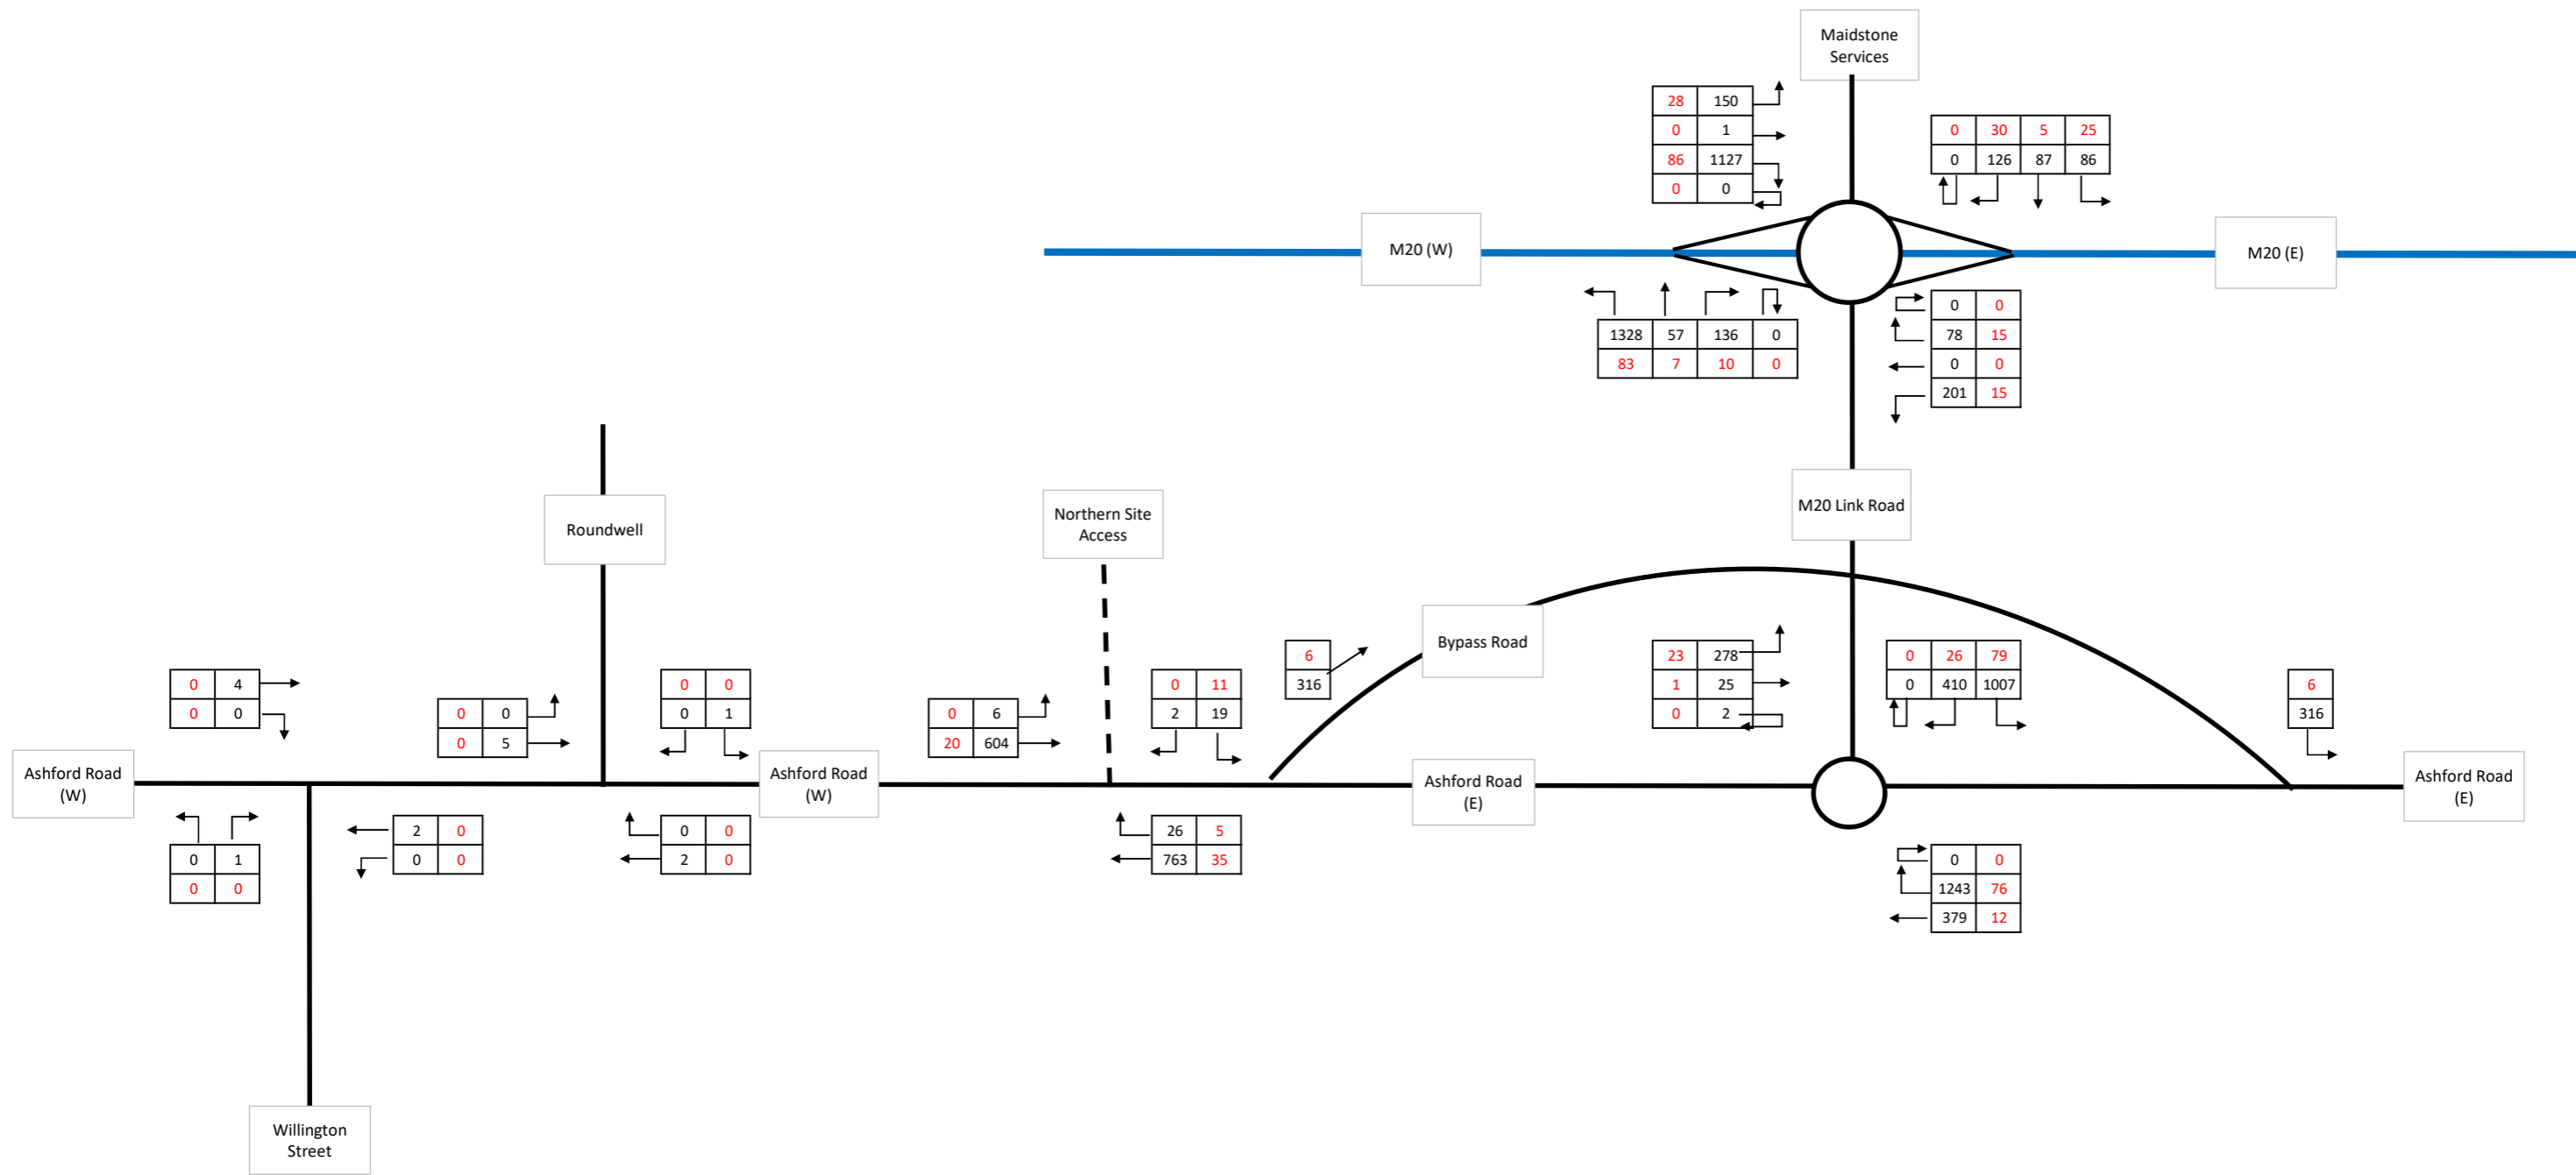 Maidstone
Services
28 150
0 1
86 1127
0 0
0 30 5 25
0 126 87 86
M20 (W)
M20 (E)
1328 57 136 0
83 7 10 0
0 0
78 15
0 0
201 15
M20 Link Road
Roundwell
Northern Site
Access
Bypass Road
0 4
0 0
0 0
0 5
0 0
0 1
0 6
20 604
0 11
2 19
6
316
23 278
1 25
0 2
0 26 79
0 410 1007
6
316
Ashford Road
(W)
Ashford Road
(W)
Ashford Road
(E)
Ashford Road
(E)
0 1
0 0
2 0
0 0
0 0
2 0
26 5
763 35
0 0
1243 76
379 12
Willington
Street